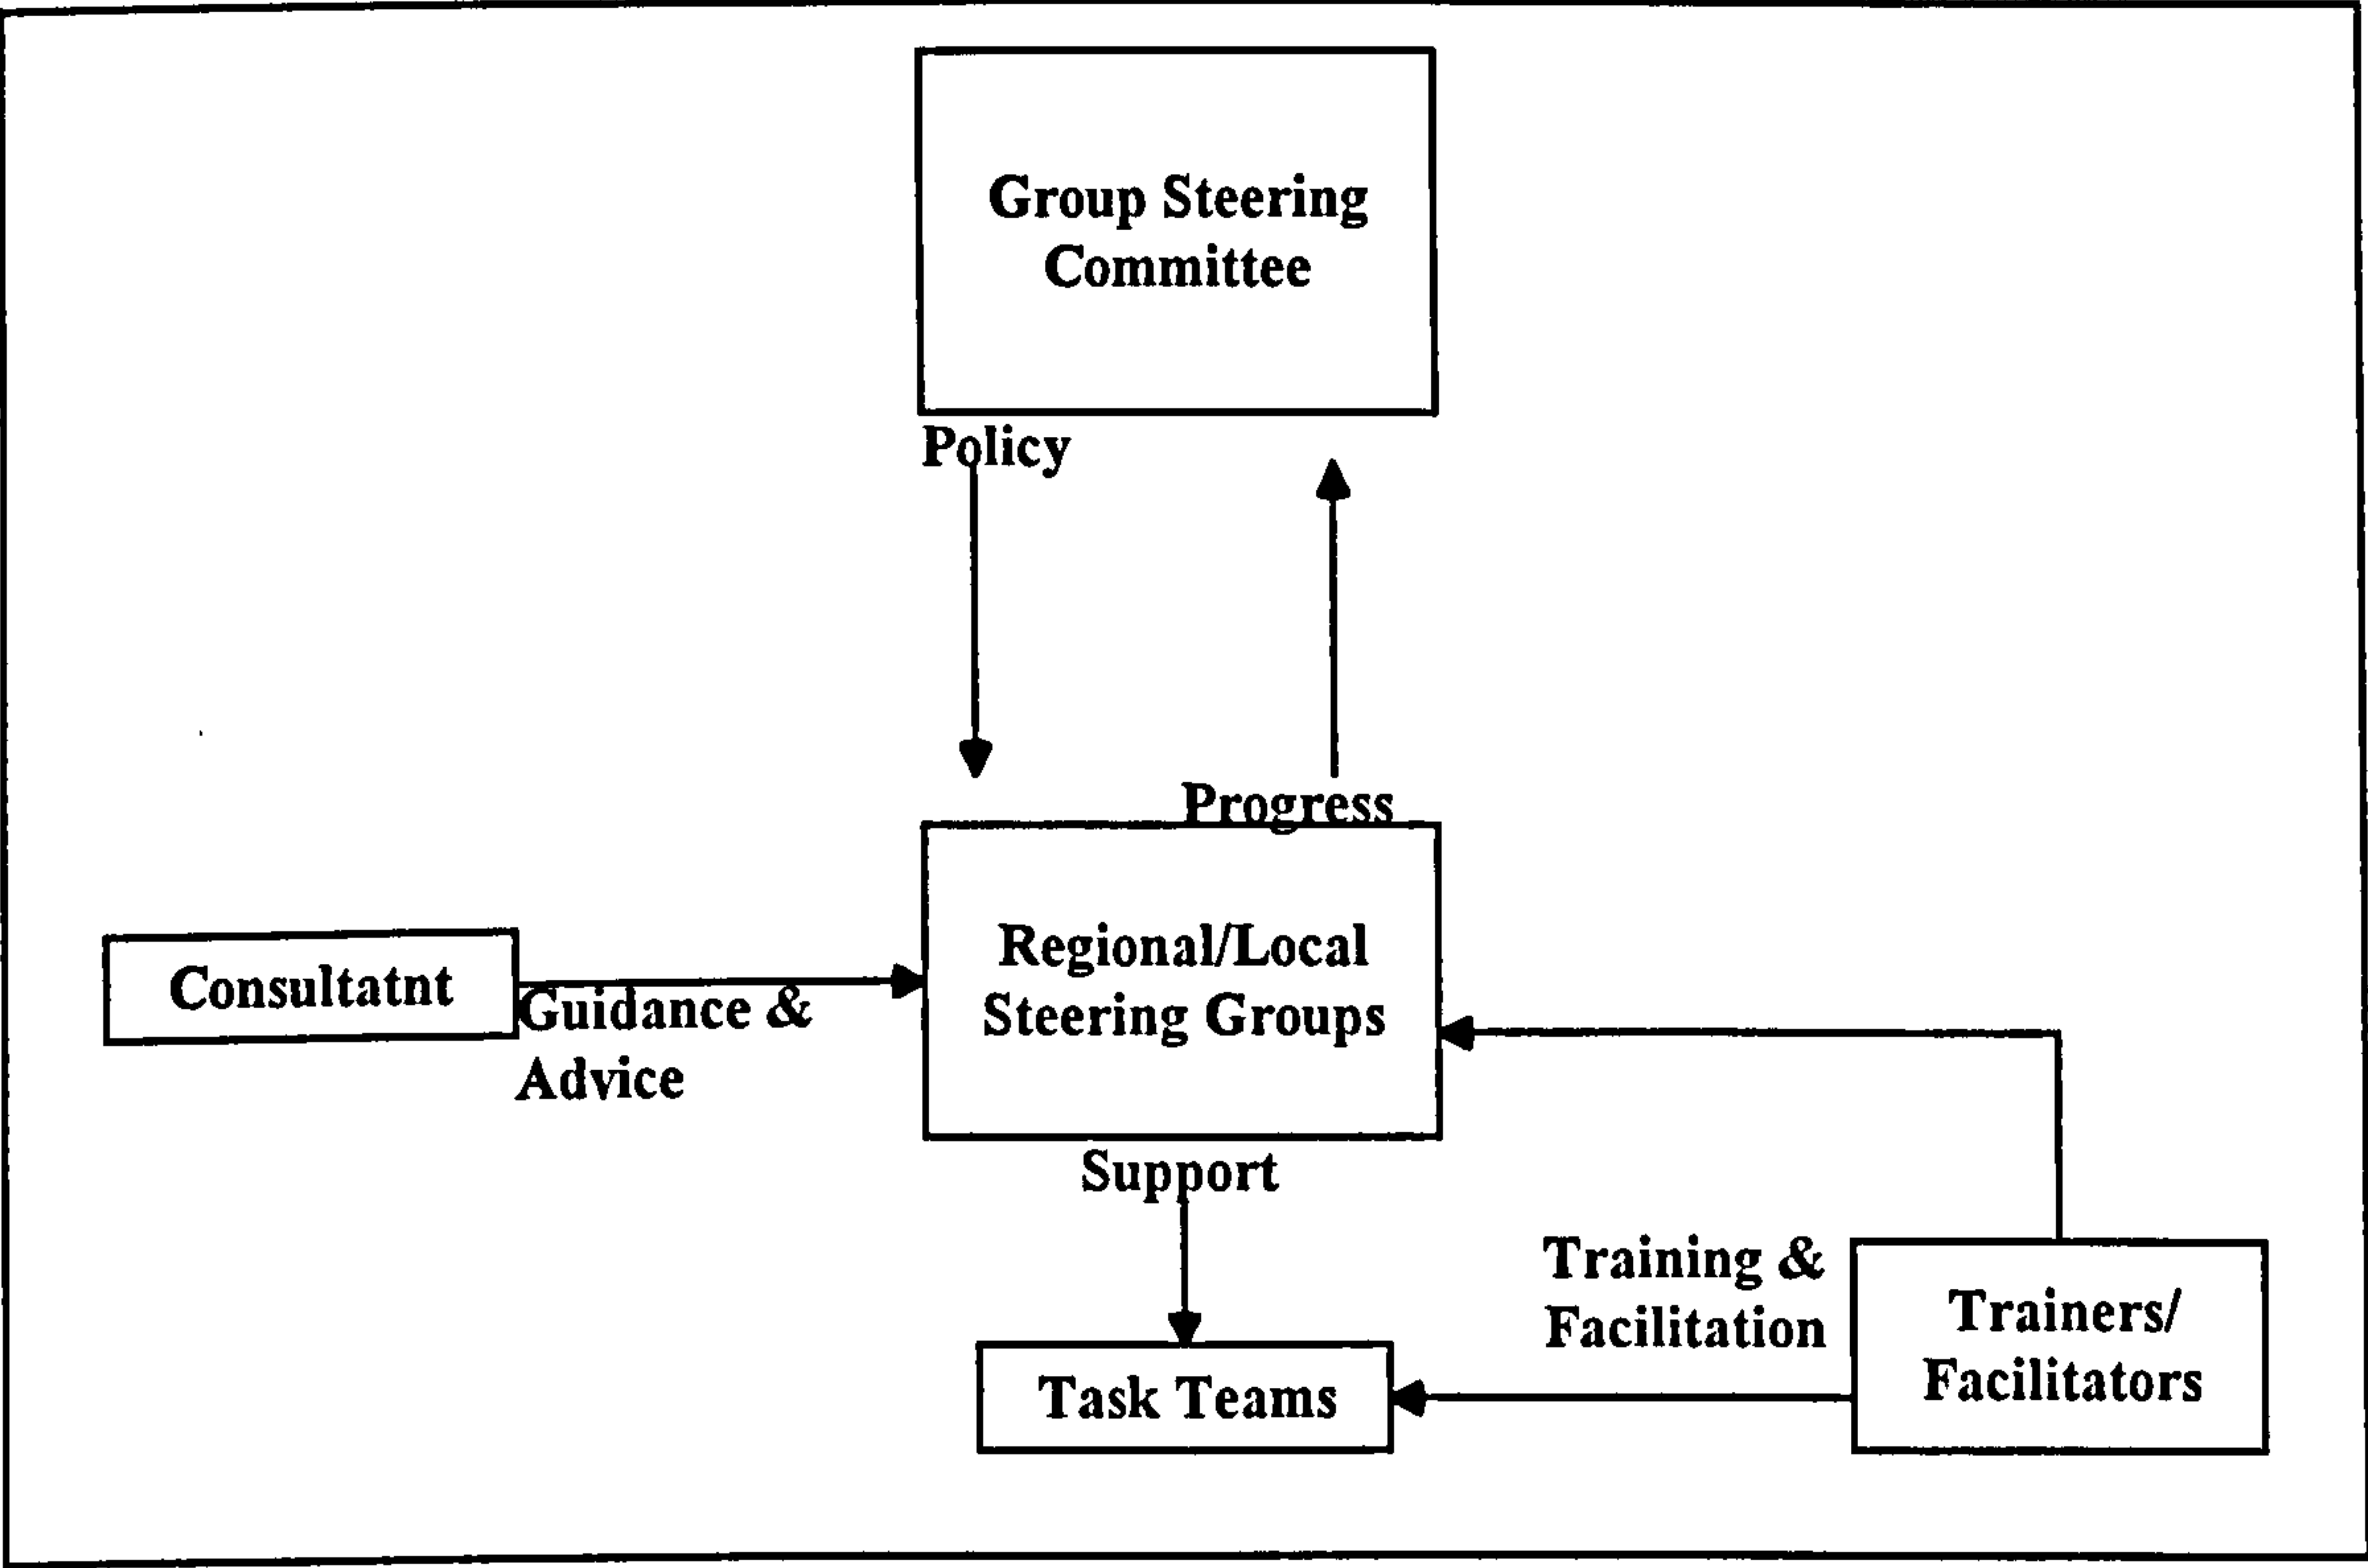 Group Steering
Committee
Policy
Progress
Regional/Local
Steering Groups
Consultatnt
Guidance &
Advice
Support
Training &
Facilitation
Trainers/
Facilitators
Task Teams